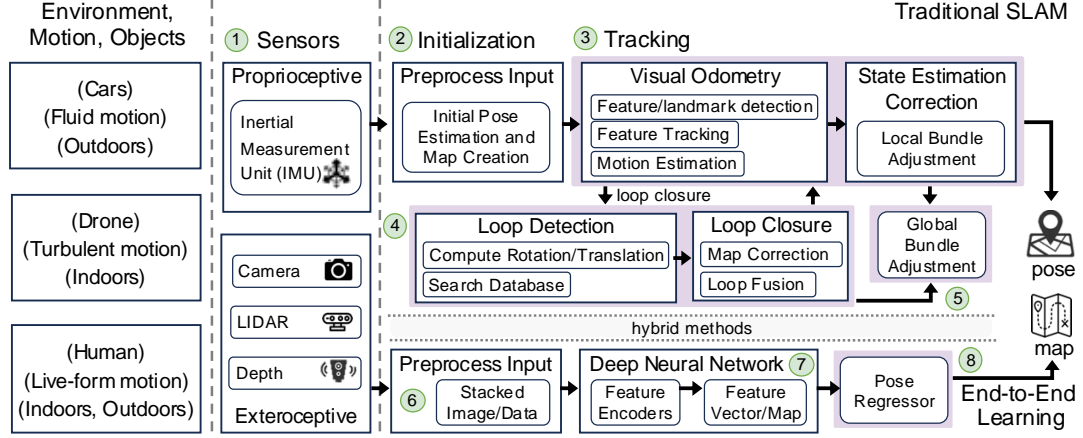 Environment,
Motion, Objects
(Cars)
(Fluid motion)
(Outdoors)
(Drone)
(Turbulent motion)
(Indoors)
(Human)
(Live-form motion)
(Indoors, Outdoors)
1 Sensors
Proprioceptive
Inertial
Measurement
Unit (IMU)
Camera
LIDAR
Depth
Exteroceptive
Traditional SLAM
2 Initialization
Preprocess Input
Initial Pose
Estimation and
Map Creation
3 Tracking
Visual Odometry
Feature/landmark detection
Feature Tracking
Motion Estimation
State Estimation
Correction
Local Bundle
Adjustment
loop closure
4
Loop Detection
Compute Rotation/Translation
Search Database
Loop Closure
Map Correction
Loop Fusion
Global
Bundle
Adjustment
5
pose
map
hybrid methods
Preprocess Input
6
Stacked
Image/Data
Deep Neural Network 7
Feature
Encoders
Feature
Vector/Map
Pose
Regressor
8
End-to-End
Learning